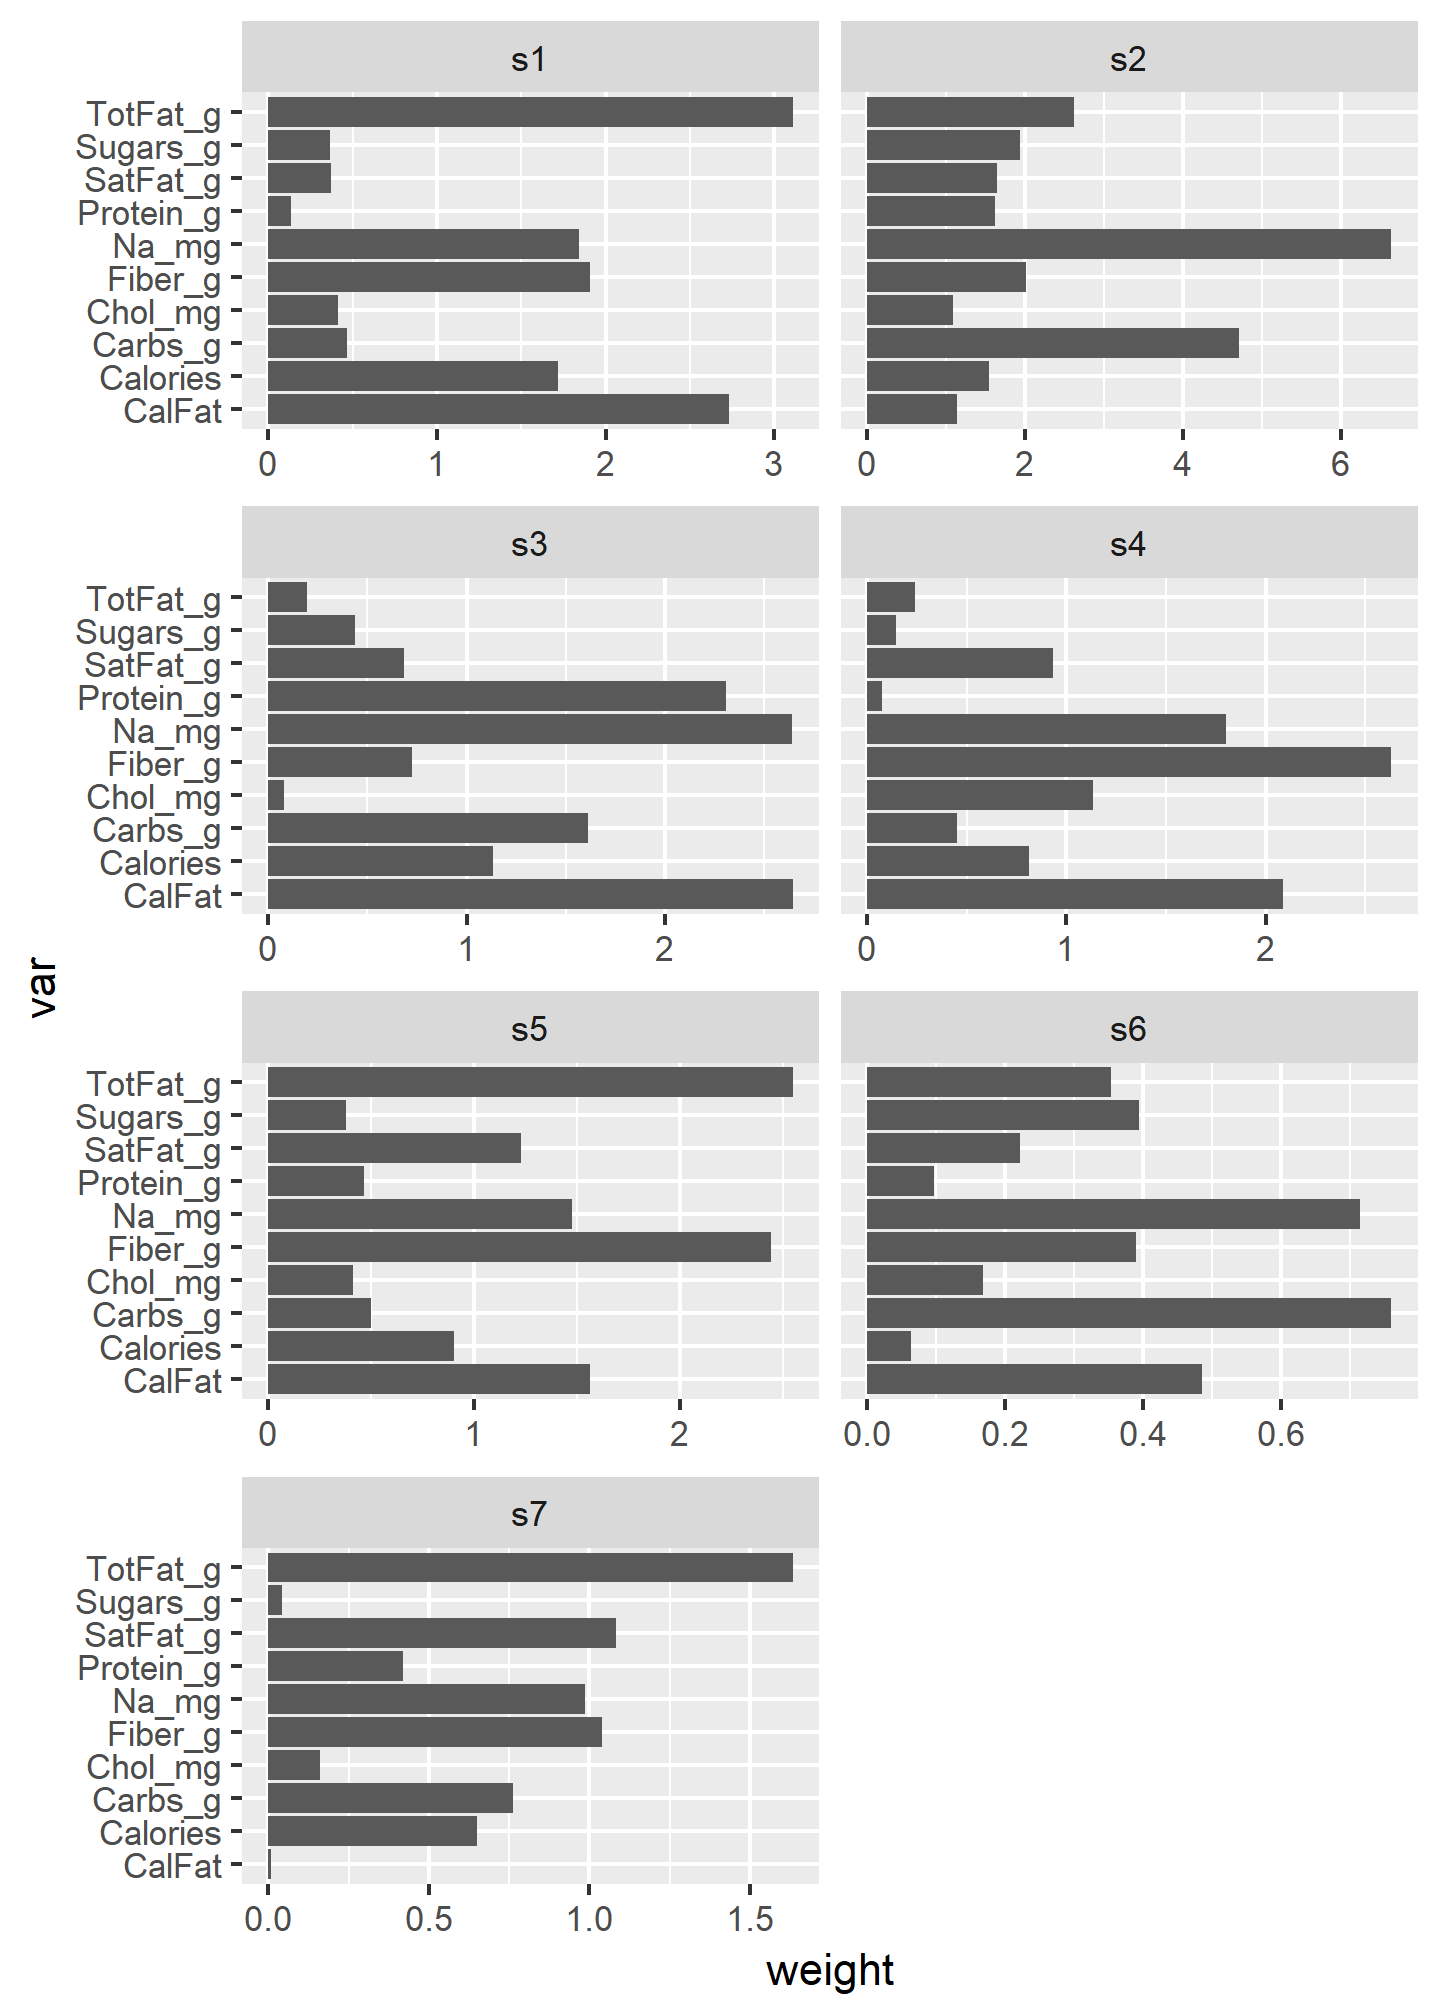 s1
s2
TotFat_g
Sugars_g
SatFat_g
Protein_g
Na_mg
Fiber_g
Chol_mg
Carbs_g
Calories
CalFat
0 1 2 3
0 2 4 6
s3
s4
TotFat_g
Sugars_g
SatFat_g
Protein_g
Na_mg
Fiber_g
Chol_mg
Carbs_g
Calories
CalFat
0 1 2
0 1 2
var
s5
s6
TotFat_g
Sugars_g
SatFat_g
Protein_g
Na_mg
Fiber_g
Chol_mg
Carbs_g
Calories
CalFat
0 1 2
0.0 0.2 0.4 0.6
s7
TotFat_g
Sugars_g
SatFat_g
Protein_g
Na_mg
Fiber_g
Chol_mg
Carbs_g
Calories
CalFat
0.0 0.5 1.0 1.5
weight